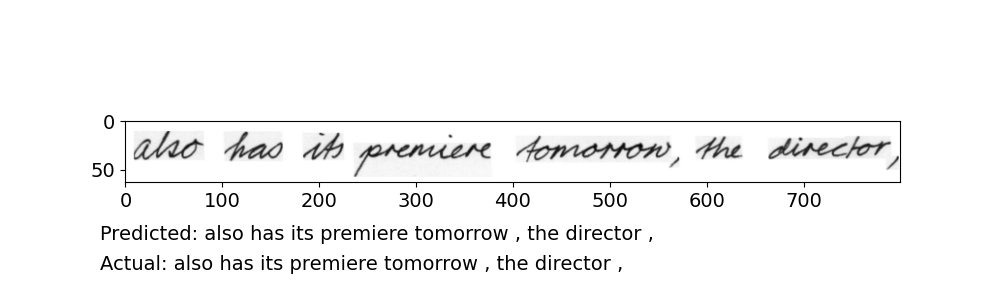 0
also has its premiere tomorrow, the director,
50
0 100 200 300 400 500 600 700
Predicted: also has its premiere tomorrow , the director ,
Actual: also has its premiere tomorrow , the director ,